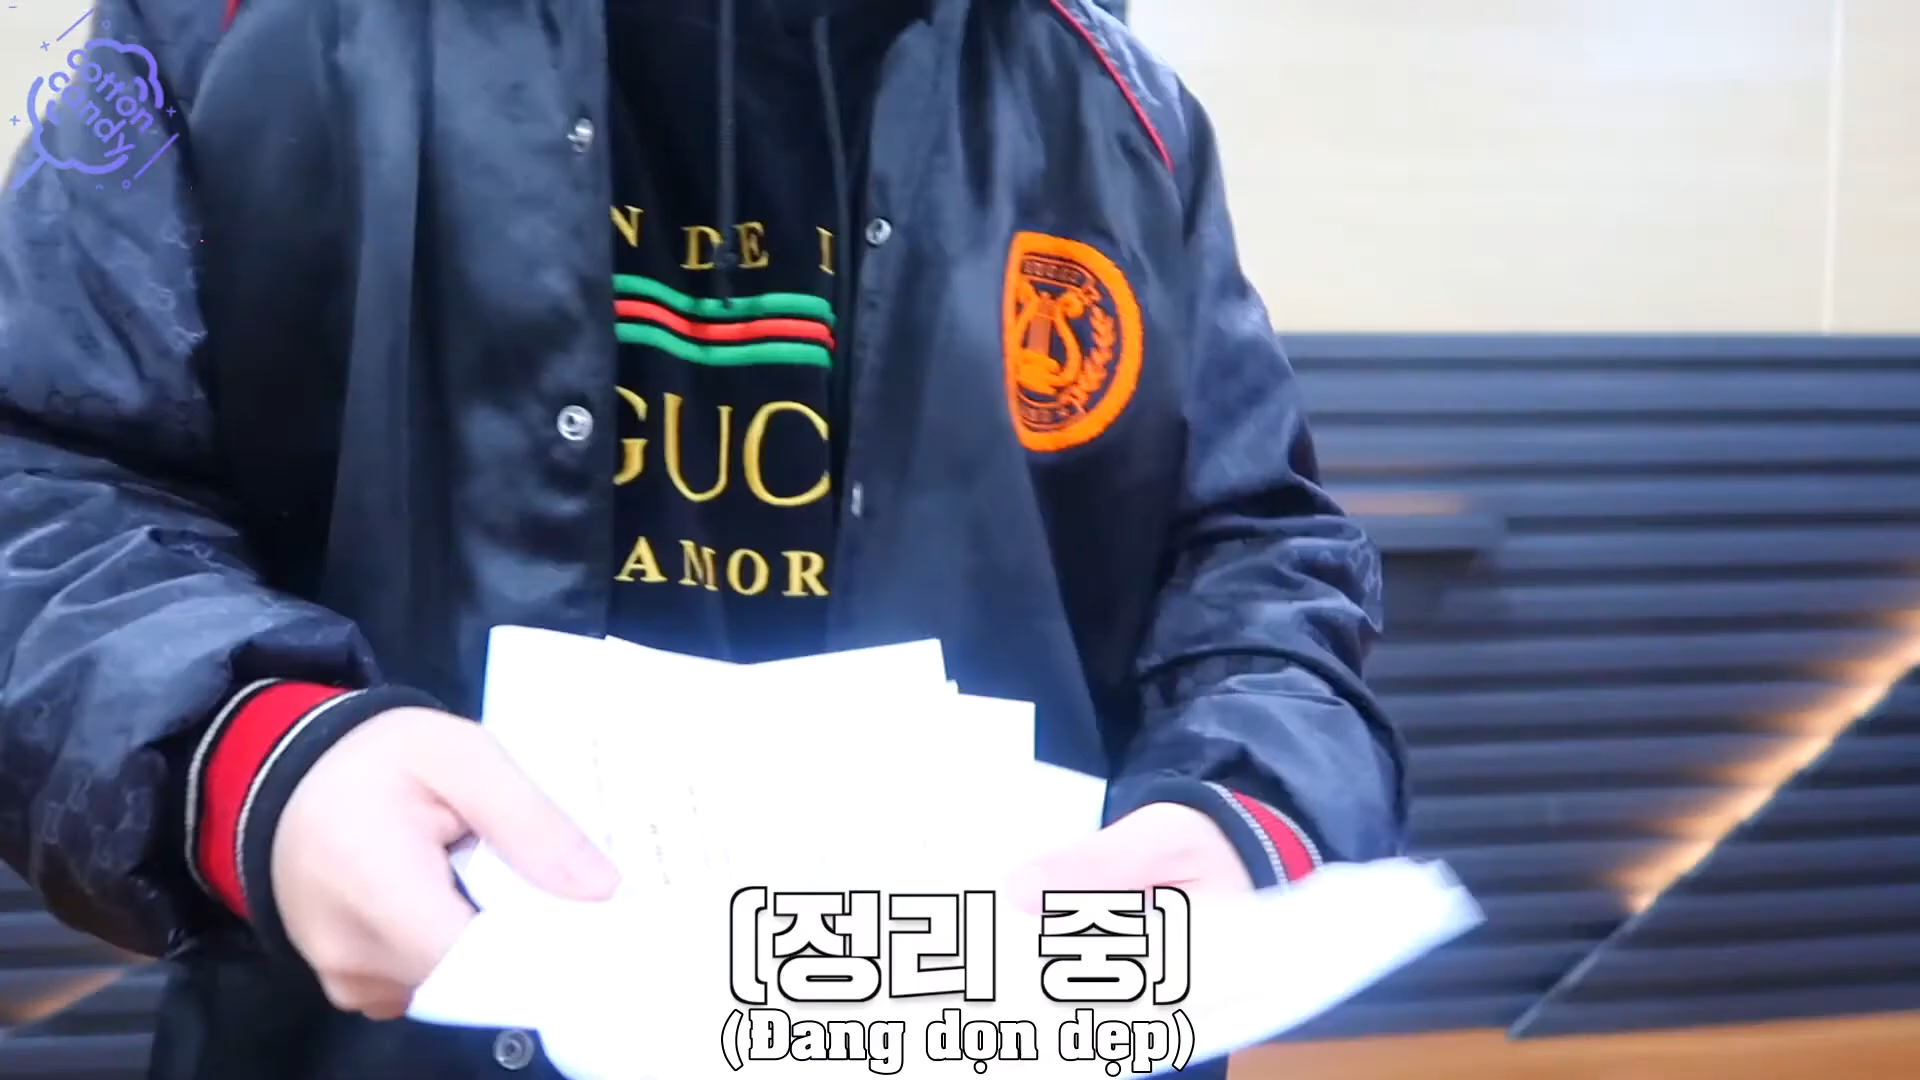 cotton
candy
N DE L
GUC
AMOR
(정리 중)
(Đang dọn dẹp)